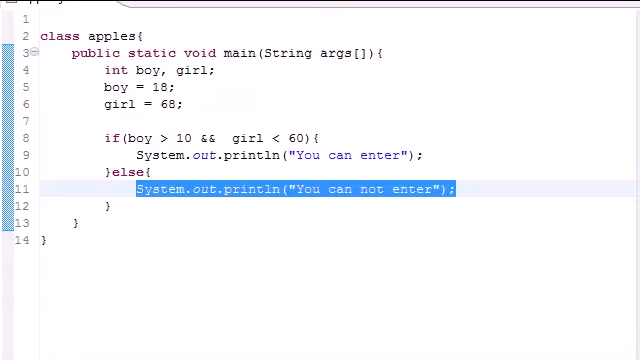 1
2 class apples{
3 public static void main(String args[]){
4 int boy, girl;
5 boy = 18;
6 girl = 68;
7
8 if(boy > 10 && girl < 60){
9 System.out.println("You can enter");
10 }else{
11 System.out.println("You can not enter");
12 }
13 }
14 }